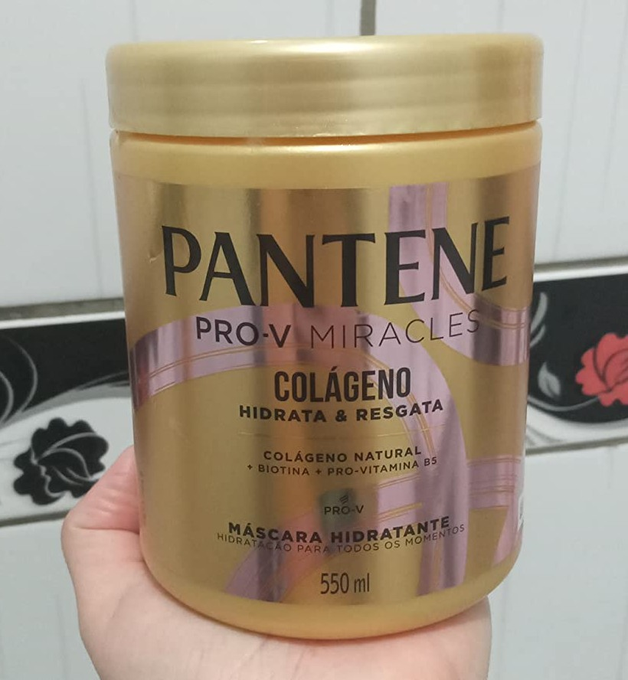 PANTENE
PRO-V MIRACLES
COLÁGENO
HIDRATA & RESGATA
COLÁGENO NATURAL
+ BIOTINA + PRO-VITAMINA B5
PRO-V
MÁSCARA HIDRATANTE
HIDRATAÇÃO PARA TODOS OS MOMENTOS
550 ml